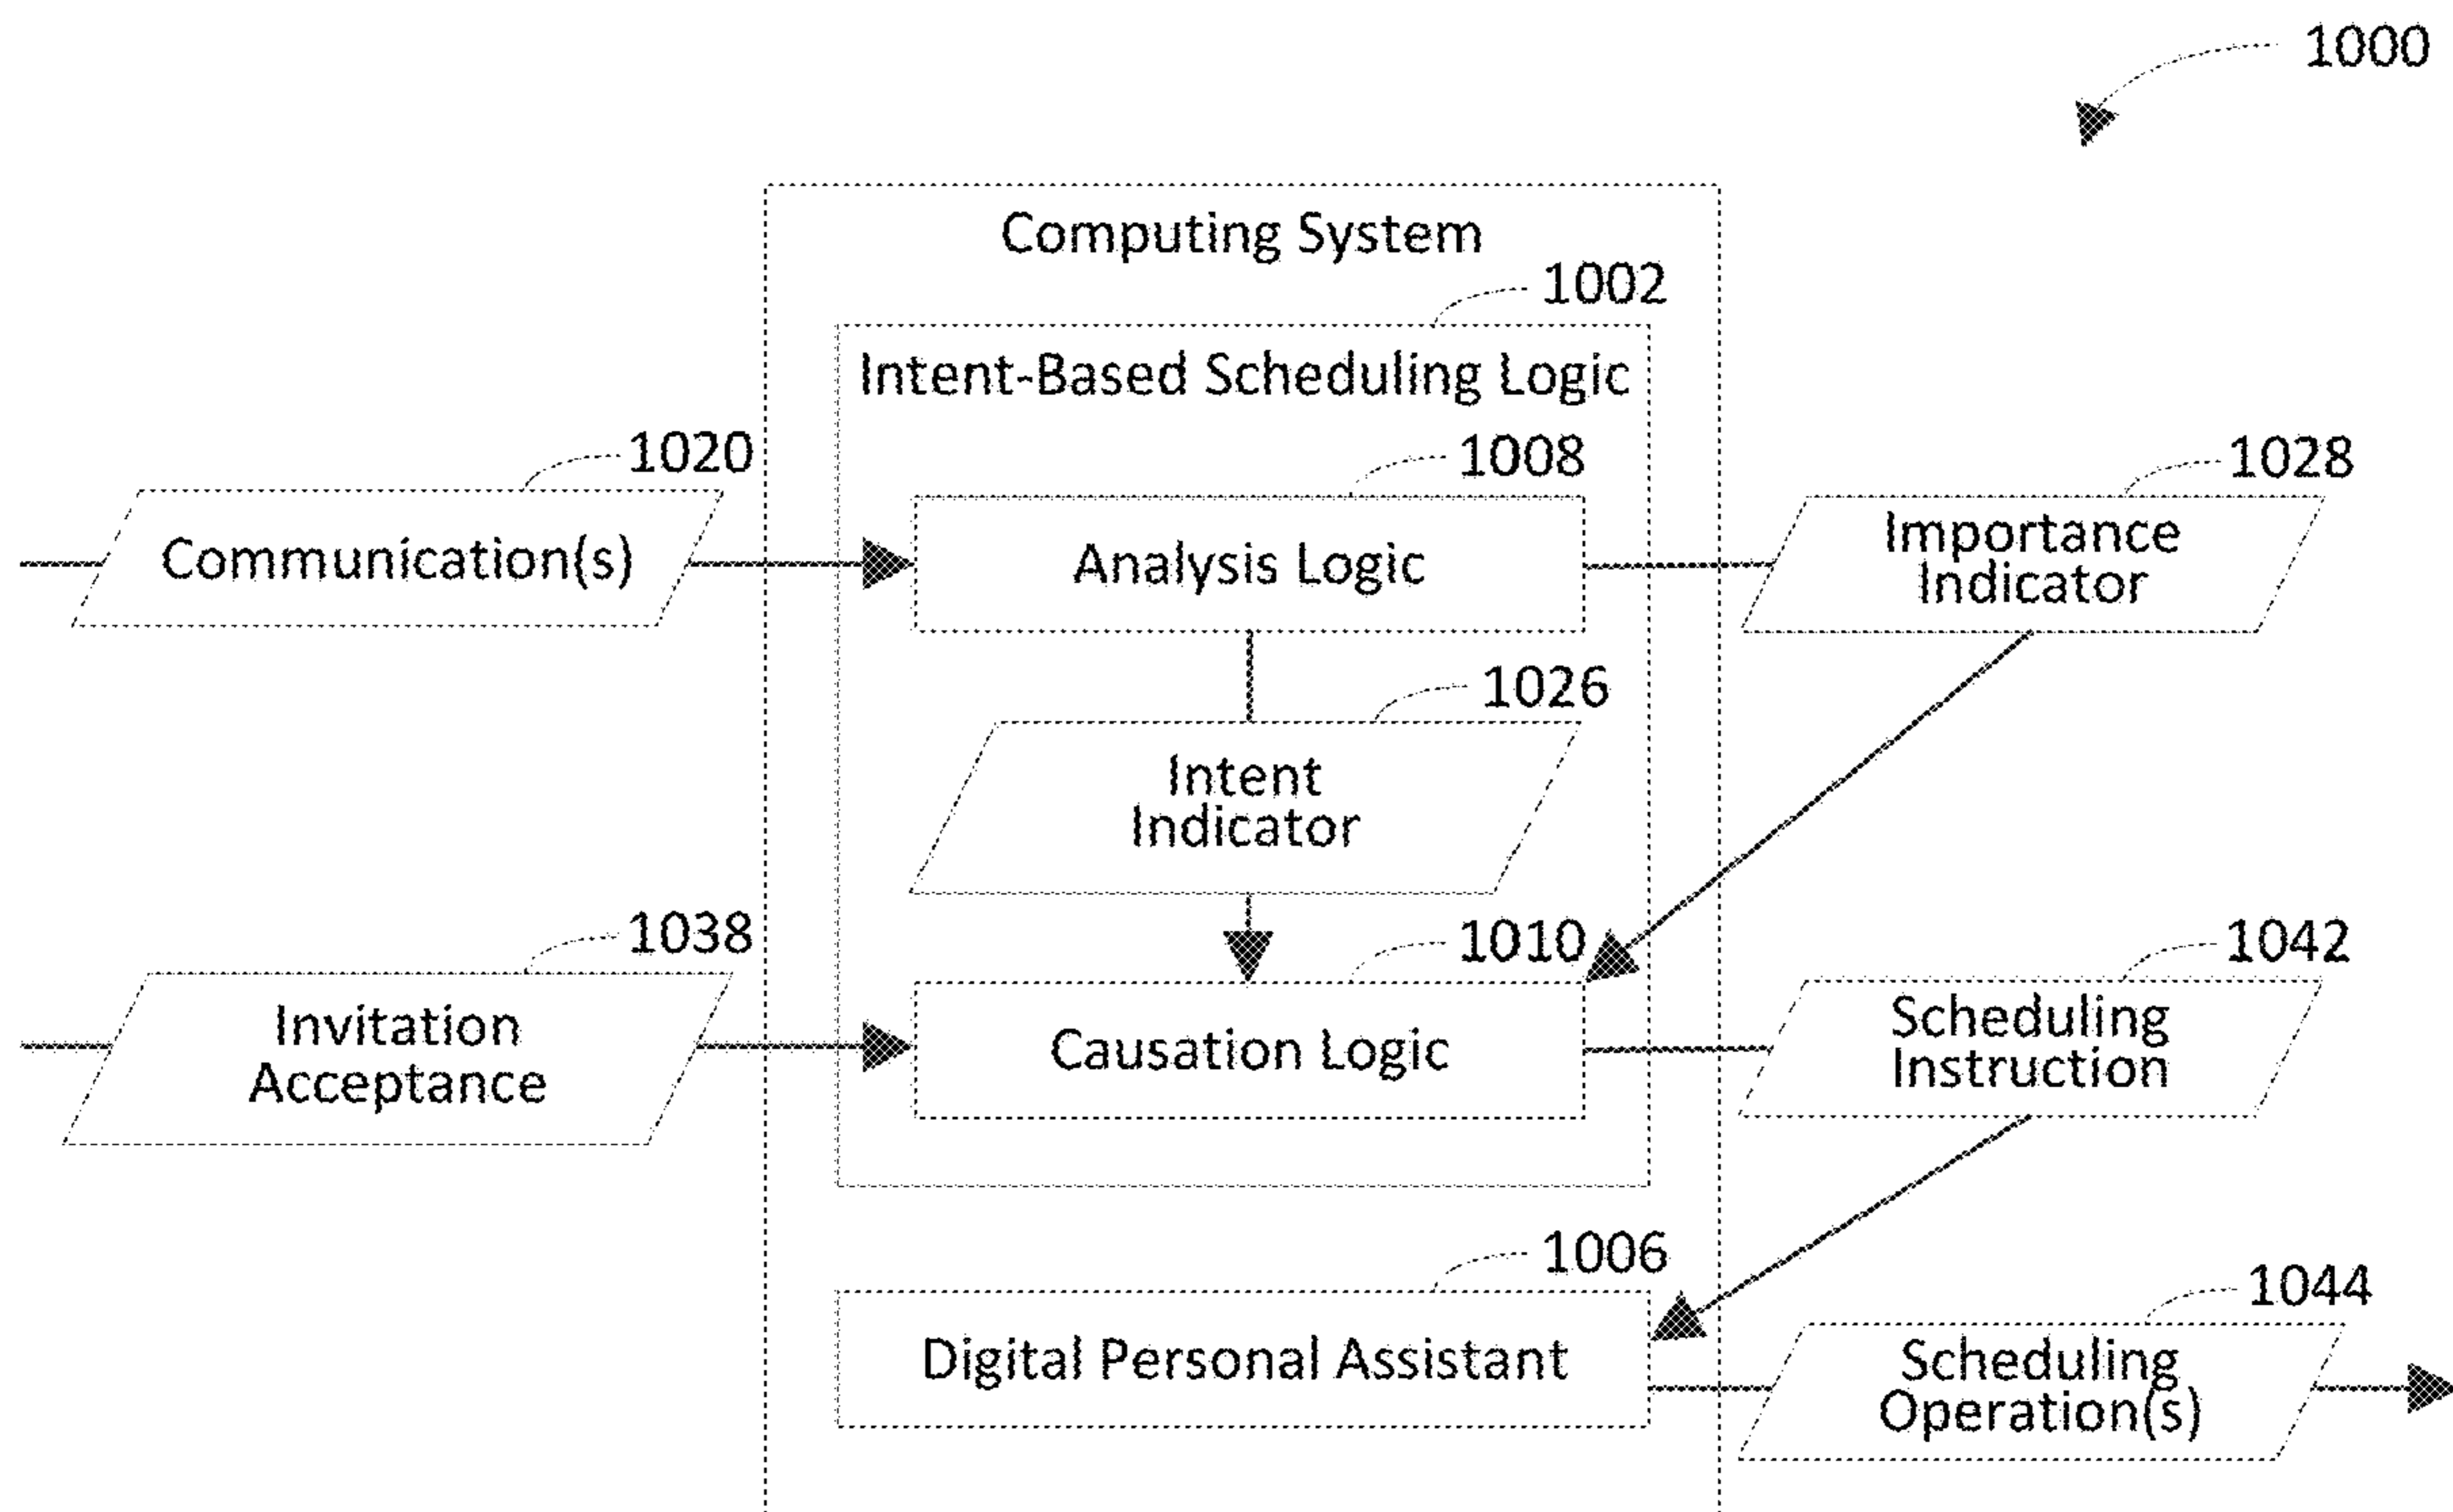 1000
Computing System
1002
Intent-Based Scheduling Logic
1020
1008
1028
Communication(s)
Analysis Logic
Importance
Indicator
1026
Intent
Indicator
1038
1010
1042
Invitation
Acceptance
Causation Logic
Scheduling
Instruction
1006
1044
Digital Personal Assistant
Scheduling
Operation(s)